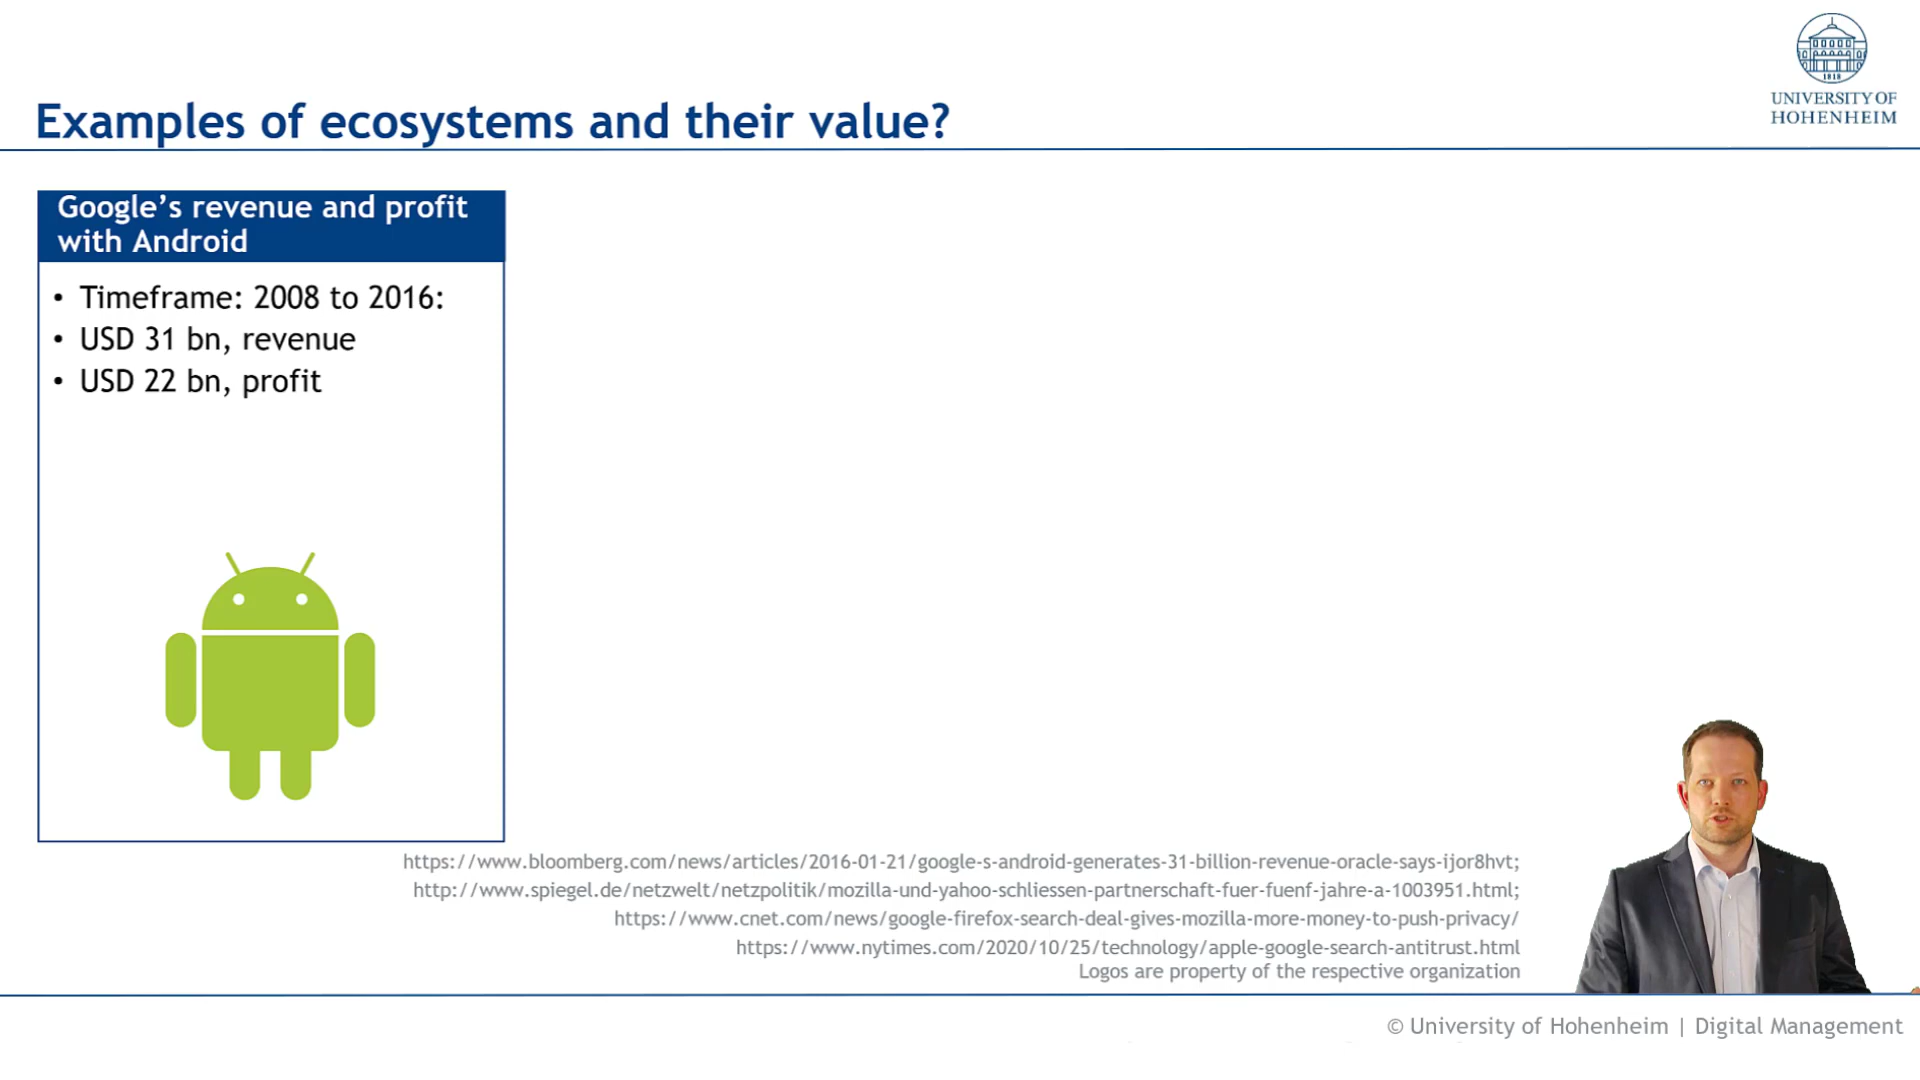 1818
UNIVERSITY OF
HOHENHEIM
Examples of ecosystems and their value?
Google’s revenue and profit
with Android
• Timeframe: 2008 to 2016:
• USD 31 bn, revenue
• USD 22 bn, profit
https://www.bloomberg.com/news/articles/2016-01-21/google-s-android-generates-31-billion-revenue-oracle-says-ijor8hvt;
http://www.spiegel.de/netzwelt/netzpolitik/mozilla-und-yahoo-schliessen-partnerschaft-fuer-fuenf-jahre-a-1003951.html;
https://www.cnet.com/news/google-firefox-search-deal-gives-mozilla-more-money-to-push-privacy/
https://www.nytimes.com/2020/10/25/technology/apple-google-search-antitrust.html
Logos are property of the respective organization
© University of Hohenheim | Digital Management